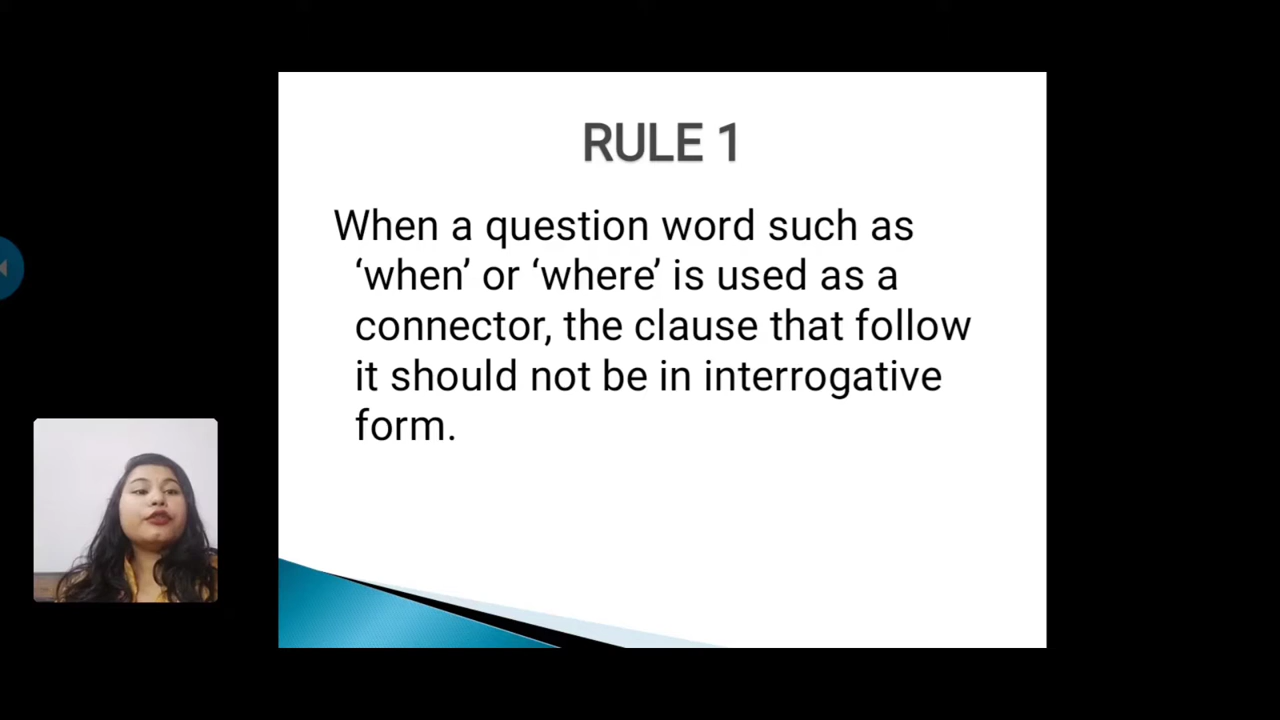 RULE 1
When a question word such as
‘when’ or ‘where’ is used as a
connector, the clause that follow
it should not be in interrogative
form.